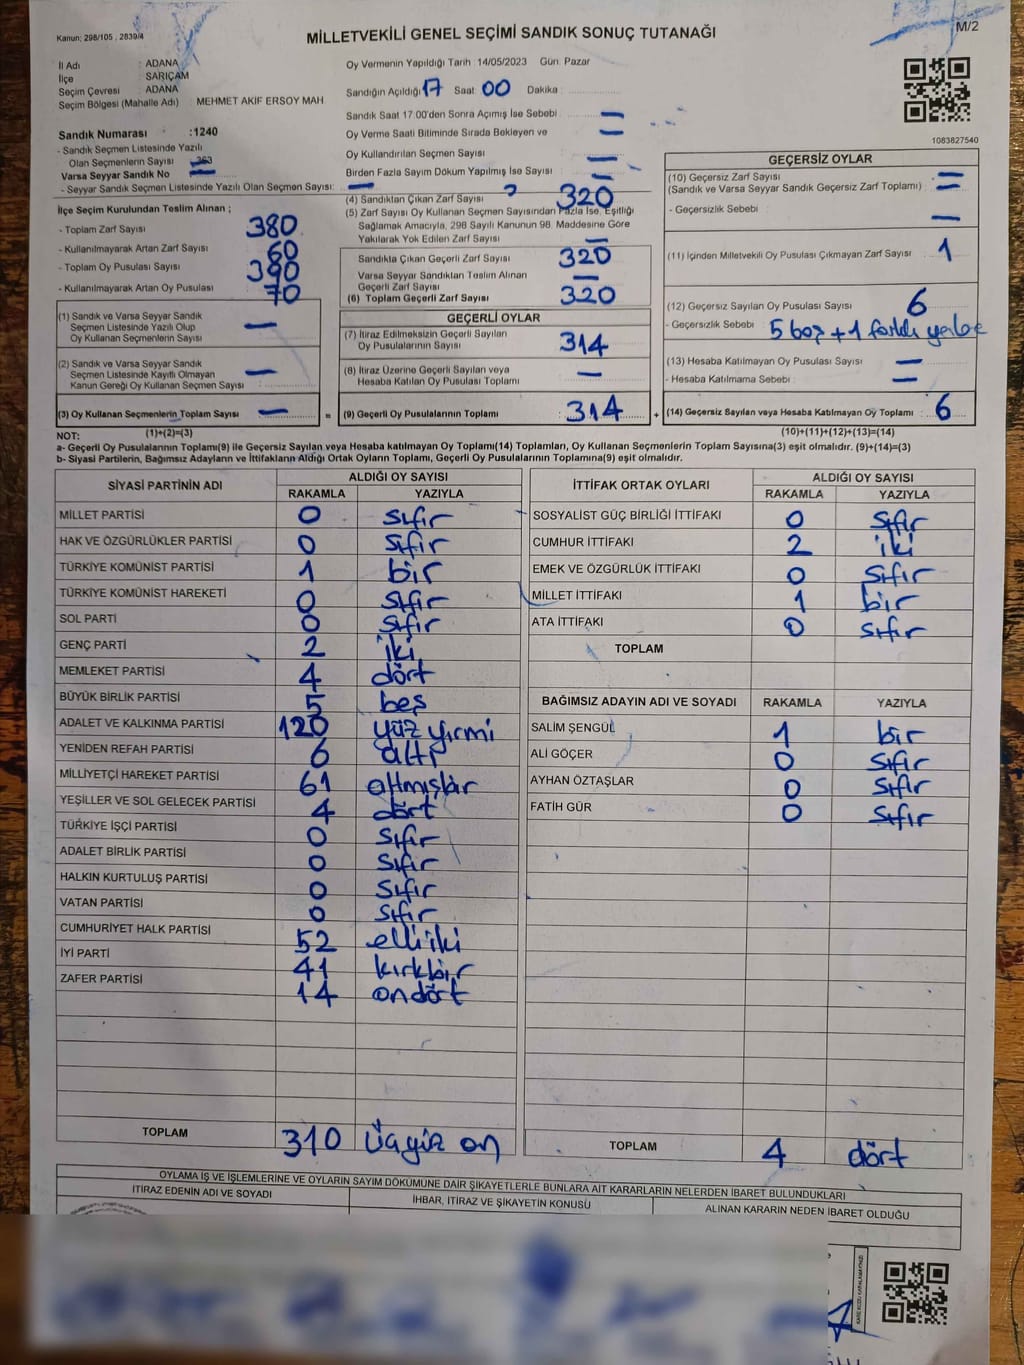 Kanun; 298/105 , 2839/4
MİLLETVEKİLİ GENEL SEÇİMİ SANDIK SONUÇ TUTANAĞI
M/2
İl Adı : ADANA
İlçe : SARIÇAM
Seçim Çevresi : ADANA
Seçim Bölgesi (Mahalle Adı) : MEHMET AKİF ERSOY MAH
Sandık Numarası :1240
- Sandık Seçmen Listesinde Yazılı
Olan Seçmenlerin Sayısı : 363
Varsa Seyyar Sandık No
- Seyyar Sandık Seçmen Listesinde Yazılı Olan Seçmen Sayısı:
Oy Vermenin Yapıldığı Tarih : 14/05/2023 Gün: Pazar
Sandığın Açıldığı 17 Saat 00 Dakika :
Sandık Saat 17:00'den Sonra Açımış İse Sebebi : —
Oy Verme Saati Bitiminde Sırada Bekleyen ve
Oy Kullandırılan Seçmen Sayısı —
Birden Fazla Sayım Döküm Yapılmış İse Sayısı : —
1083827540
İlçe Seçim Kurulundan Teslim Alınan ;
- Toplam Zarf Sayısı 380
- Kullanılmayarak Artan Zarf Sayısı : 60
- Toplam Oy Pusulası Sayısı : 390
- Kullanılmayarak Artan Oy Pusulası : 70
(4) Sandıktan Çıkan Zarf Sayısı 320
(5) Zarf Sayısı Oy Kullanan Seçmen Sayısından Fazla İse, Eşitliği
Sağlamak Amacıyla, 298 Sayılı Kanunun 98. Maddesine Göre
Yakılarak Yok Edilen Zarf Sayısı : —
Sandıkta Çıkan Geçerli Zarf Sayısı 320
Varsa Seyyar Sandıktan Teslim Alınan
Geçerli Zarf Sayısı —
(6) Toplam Geçerli Zarf Sayısı 320
GEÇERSİZ OYLAR
(10) Geçersiz Zarf Sayısı
(Sandık ve Varsa Seyyar Sandık Geçersiz Zarf Toplamı) : =
- Geçersizlik Sebebi : —
(11) İçinden Milletvekili Oy Pusulası Çıkmayan Zarf Sayısı : 1
(12) Geçersiz Sayılan Oy Pusulası Sayısı 6
- Geçersizlik Sebebi : 5 boş + 1 farklı
(13) Hesaba Katılmayan Oy Pusulası Sayısı : —
- Hesaba Katılmama Sebebi : —
(14) Geçersiz Sayılan veya Hesaba Katılmayan Oy Toplamı : 6
(10)+(11)+(12)+(13)=(14)
(1) Sandık ve Varsa Seyyar Sandık
Seçmen Listesinde Yazılı Olup
Oy Kullanan Seçmenlerin Sayısı : —
(2) Sandık ve Varsa Seyyar Sandık
Seçmen Listesinde Kayıtlı Olmayan
Kanun Gereği Oy Kullanan Seçmen Sayısı : —
(3) Oy Kullanan Seçmenlerin Toplam Sayısı : — =
(1)+(2)=(3)
GEÇERLİ OYLAR
(7) İtiraz Edilmeksizin Geçerli Sayılan
Oy Pusulalarının Sayısı 314
(8) İtiraz Üzerine Geçerli Sayılan veya
Hesaba Katılan Oy Pusulası Toplamı : —
(9) Geçerli Oy Pusulalarının Toplamı : 314 +
NOT:
a- Geçerli Oy Pusulalarının Toplamı(9) ile Geçersiz Sayılan veya Hesaba katılmayan Oy Toplamı(14) Toplamları, Oy Kullanan Seçmenlerin Toplam Sayısına(3) eşit olmalıdır. (9)+(14)=(3)
b- Siyasi Partilerin, Bağımsız Adayların ve İttifakların Aldığı Ortak Oyların Toplamı, Geçerli Oy Pusulalarının Toplamına(9) eşit olmalıdır.
SİYASİ PARTİNİN ADI ALDIĞI OY SAYISI
RAKAMLA YAZIYLA
MİLLET PARTİSİ 0 sıfır
HAK VE ÖZGÜRLÜKLER PARTİSİ 0 sıfır
TÜRKİYE KOMÜNİST PARTİSİ 1 bir
TÜRKİYE KOMÜNİST HAREKETİ 0 sıfır
SOL PARTİ 0 sıfır
GENÇ PARTİ 2 iki
MEMLEKET PARTİSİ 4 dört
BÜYÜK BİRLİK PARTİSİ 5 beş
ADALET VE KALKINMA PARTİSİ 120 yüz yirmi
YENİDEN REFAH PARTİSİ 6 altı
MİLLİYETÇİ HAREKET PARTİSİ 61 altmışbir
YEŞİLLER VE SOL GELECEK PARTİSİ 4 dört
TÜRKİYE İŞÇİ PARTİSİ 0 sıfır
ADALET BİRLİK PARTİSİ 0 sıfır
HALKIN KURTULUŞ PARTİSİ 0 sıfır
VATAN PARTİSİ 0 sıfır
CUMHURİYET HALK PARTİSİ 52 elli iki
İYİ PARTİ 41 kırkbir
ZAFER PARTİSİ 14 ondört
TOPLAM 310 üçyüz on
İTTİFAK ORTAK OYLARI ALDIĞI OY SAYISI
RAKAMLA YAZIYLA
SOSYALİST GÜÇ BİRLİĞİ İTTİFAKI 0 sıfır
CUMHUR İTTİFAKI 2 iki
EMEK VE ÖZGÜRLÜK İTTİFAKI 0 sıfır
MİLLET İTTİFAKI 1 bir
ATA İTTİFAKI 0 sıfır
TOPLAM
BAĞIMSIZ ADAYIN ADI VE SOYADI RAKAMLA YAZIYLA
SALİM ŞENGÜL 1 bir
ALİ GÖÇER 0 sıfır
AYHAN ÖZTAŞLAR 0 sıfır
FATİH GÜR 0 sıfır
TOPLAM 4 dört
OYLAMA İŞ VE İŞLEMLERİNE VE OYLARIN SAYIM DÖKÜMÜNE DAİR ŞİKAYETLERLE BUNLARA AİT KARARLARIN NELERDEN İBARET BULUNDUKLARI
İTİRAZ EDENİN ADI VE SOYADI İHBAR, İTİRAZ VE ŞİKAYETİN KONUSU ALINAN KARARIN NEDEN İBARET OLDUĞU